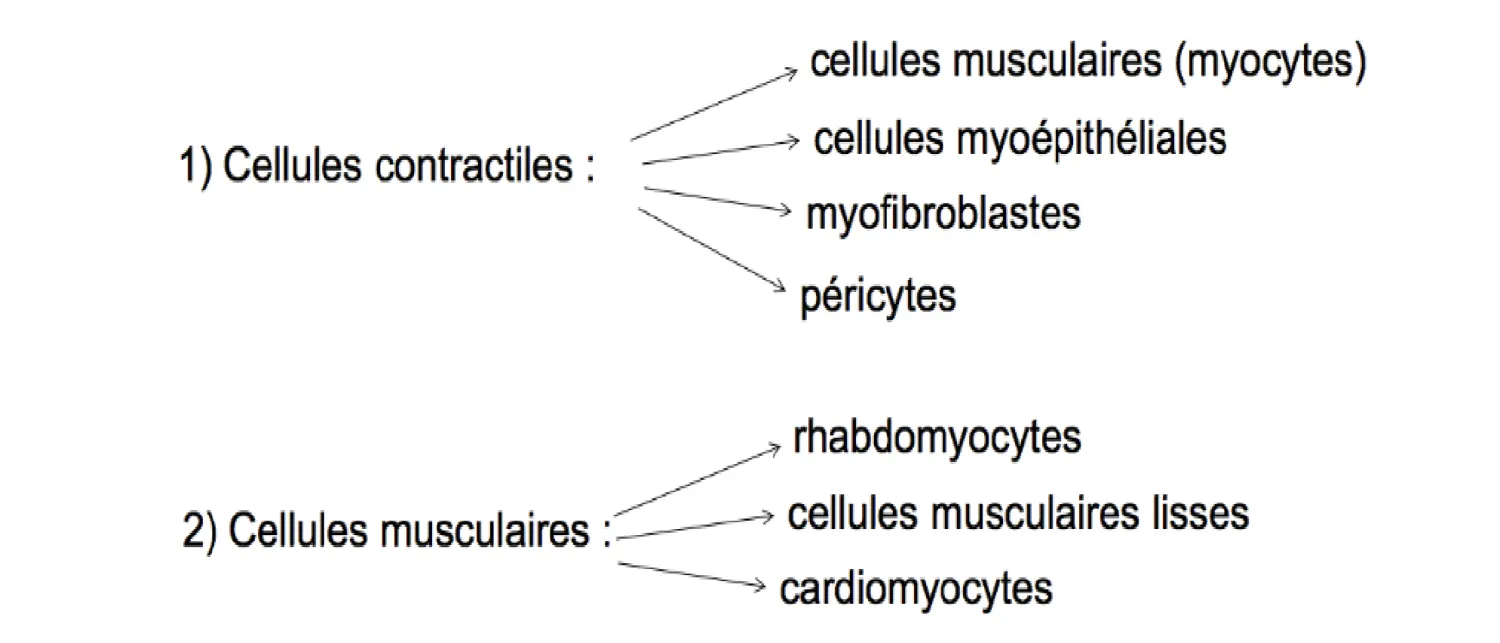 cellules musculaires (myocytes)
cellules myoépithéliales
1) Cellules contractiles :
myofibroblastes
péricytes
rhabdomyocytes
cellules musculaires lisses
2) Cellules musculaires :
cardiomyocytes